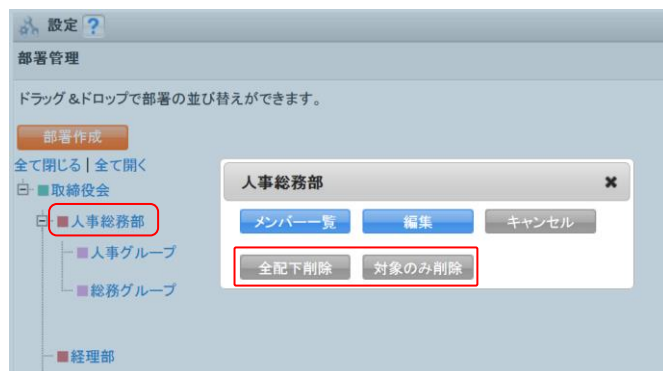 設定 ?
部署管理
ドラッグ&ドロップで部署の並び替えができます。
部署作成
全て閉じる | 全て開く
取締役会
人事総務部
人事グループ
総務グループ
経理部
人事総務部 ×
メンバー一覧 編集 キャンセル
全配下削除 対象のみ削除